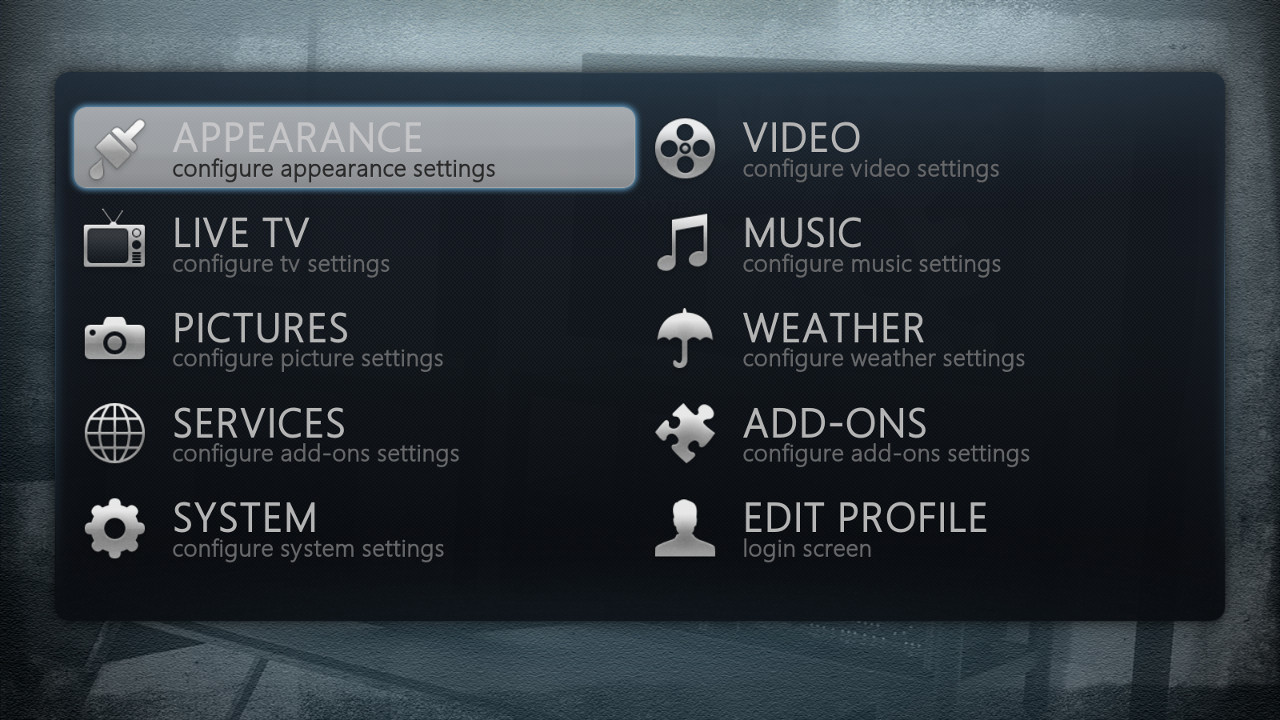 APPEARANCE
configure appearance settings
VIDEO
configure video settings
LIVE TV
configure tv settings
MUSIC
configure music settings
PICTURES
configure picture settings
WEATHER
configure weather settings
SERVICES
configure add-ons settings
ADD-ONS
configure add-ons settings
SYSTEM
configure system settings
EDIT PROFILE
login screen